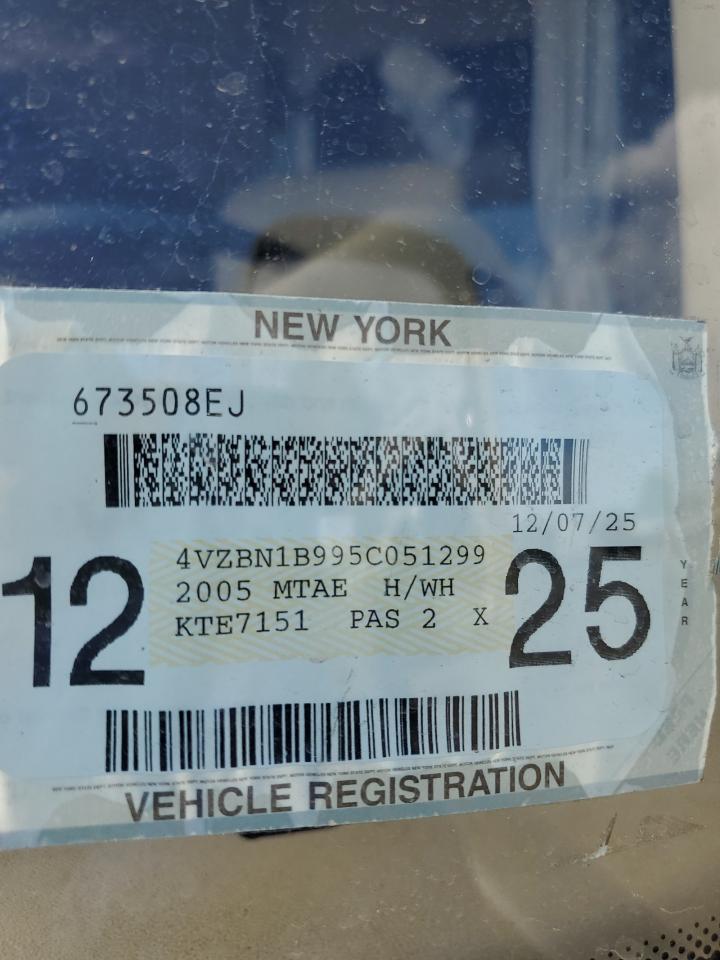 NEW YORK
673508EJ
12/07/25
12
4VZBN1B995C051299
2005 MTAE H/WH
KTE7151 PAS 2 X
25
YEAR
VEHICLE REGISTRATION